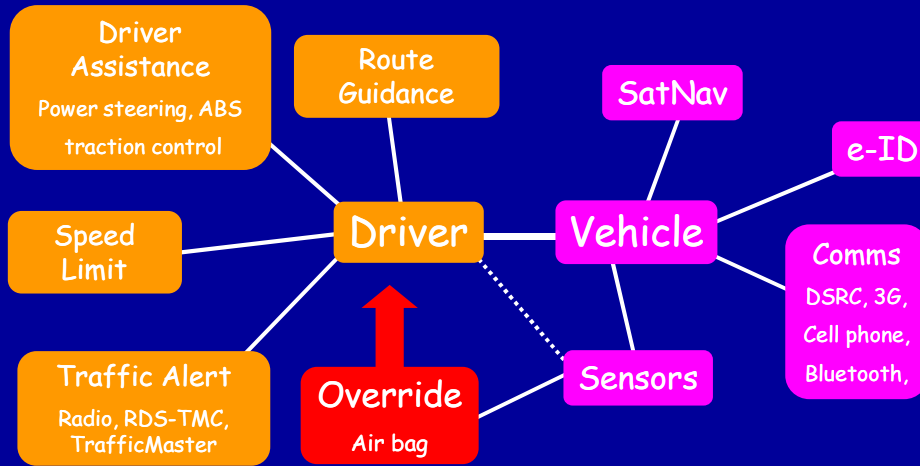 Driver
Assistance
Power steering, ABS
traction control
Route
Guidance
SatNav
e-ID
Speed
Limit
Driver
Vehicle
Comms
DSRC, 3G,
Cell phone,
Bluetooth,
Traffic Alert
Radio, RDS-TMC,
TrafficMaster
Override
Air bag
Sensors